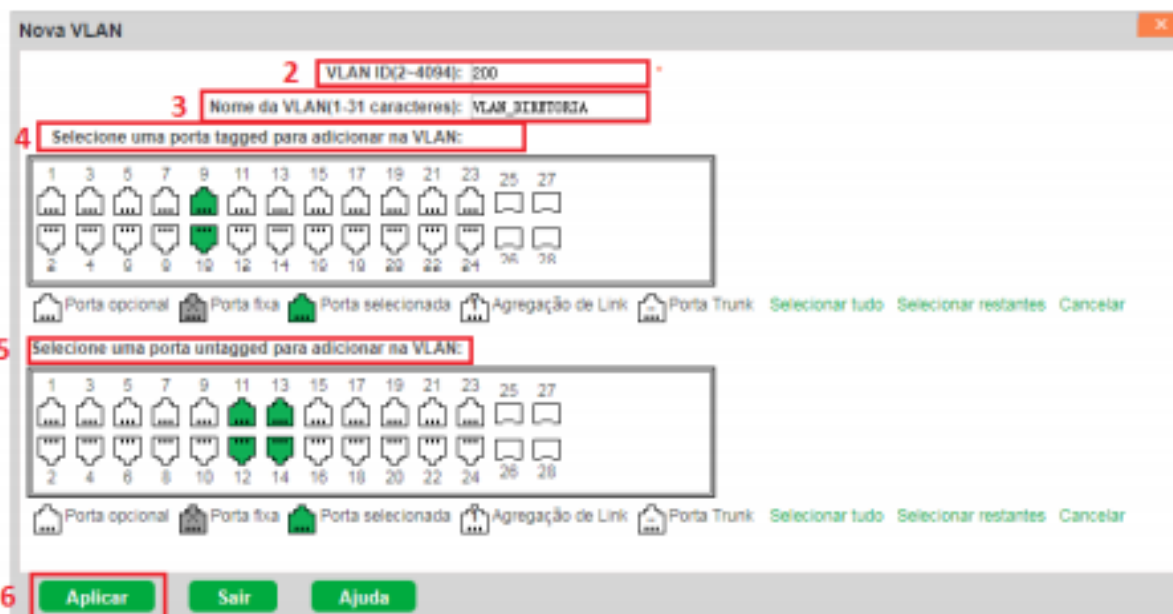 Nova VLAN
×
2 VLAN ID(2~4094): 200 *
3 Nome da VLAN(1-31 caracteres): VLAN_DIRETORIA
4 Selecione uma porta tagged para adicionar na VLAN:
1 3 5 7 9 11 13 15 17 19 21 23 25 27
2 4 6 8 10 12 14 16 18 20 22 24 26 28
Porta opcional Porta fixa Porta selecionada Agregação de Link Porta Trunk Selecionar tudo Selecionar restantes Cancelar
5 Selecione uma porta untagged para adicionar na VLAN:
1 3 5 7 9 11 13 15 17 19 21 23 25 27
2 4 6 8 10 12 14 16 18 20 22 24 26 28
Porta opcional Porta fixa Porta selecionada Agregação de Link Porta Trunk Selecionar tudo Selecionar restantes Cancelar
6 Aplicar Sair Ajuda